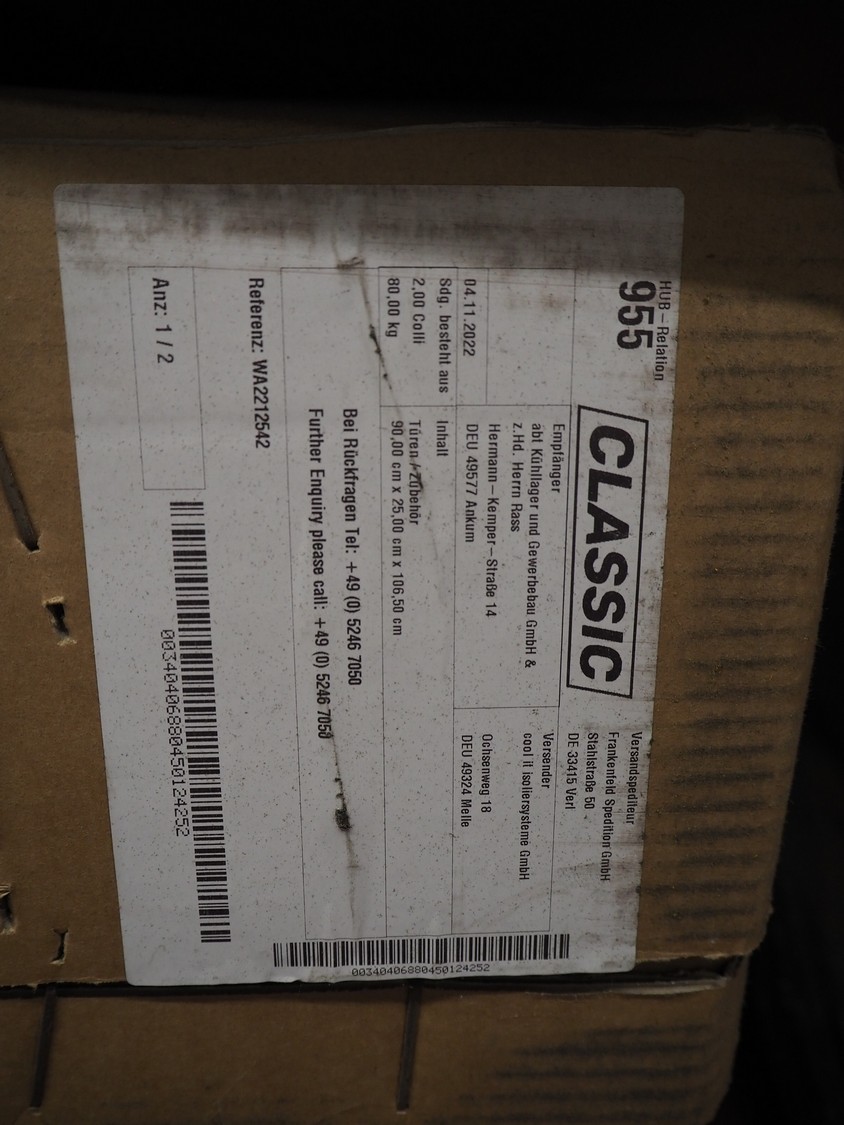 HUB-Relation
955
CLASSIC
Versandspediteur
Frankenfeld Spedition GmbH
Stahlstraße 50
DE 33415 Verl
Empfänger
abt Kühllager und Gewerbebau GmbH &
z.Hd. Herrn Rass
Hermann-Kemper-Straße 14
DEU 49577 Ankum
Versender
cool it isoliersysteme GmbH
Ochsenweg 18
DEU 49324 Melle
04.11.2022
Sdg. besteht aus
2,00 Colli
80,00 kg
Inhalt
Türen / Zubehör
90,00 cm x 25,00 cm x 106,50 cm
Bei Rückfragen Tel: +49 (0) 5246 7050
Further Enquiry please call: +49 (0) 5246 7050
Referenz: WA2212542
Anz: 1 / 2
00340406880450124252
00340406880450124252